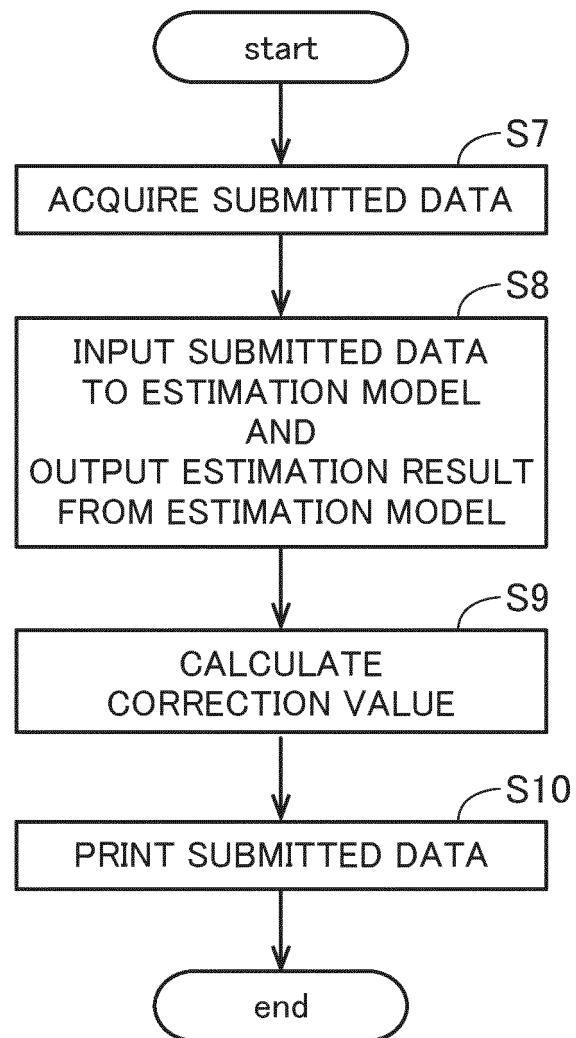 start
S7
ACQUIRE SUBMITTED DATA
S8
INPUT SUBMITTED DATA
TO ESTIMATION MODEL
AND
OUTPUT ESTIMATION RESULT
FROM ESTIMATION MODEL
S9
CALCULATE
CORRECTION VALUE
S10
PRINT SUBMITTED DATA
end